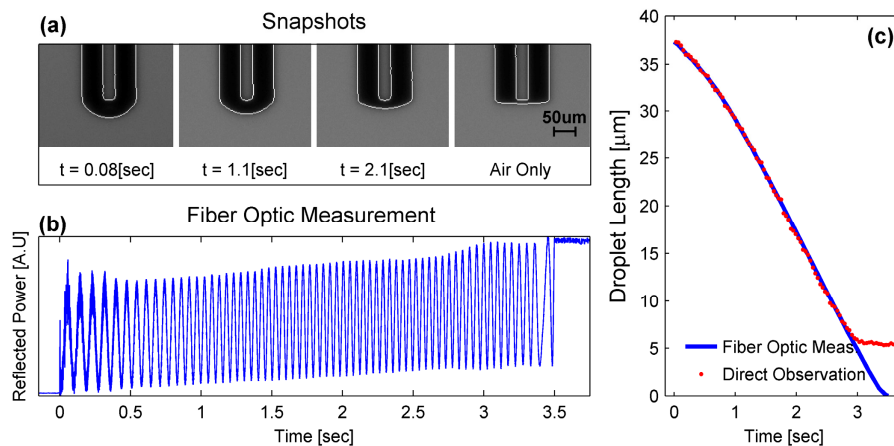 (a)
Snapshots
50um
t = 0.08[sec]
t = 1.1[sec]
t = 2.1[sec]
Air Only
(b)
Fiber Optic Measurement
Reflected Power [A.U]
0
0.5
1
1.5
2
2.5
3
3.5
Time [sec]
(c)
Droplet Length [μm]
40
35
30
25
20
15
10
5
0
Fiber Optic Meas.
Direct Observation
0
1
2
3
Time [sec]